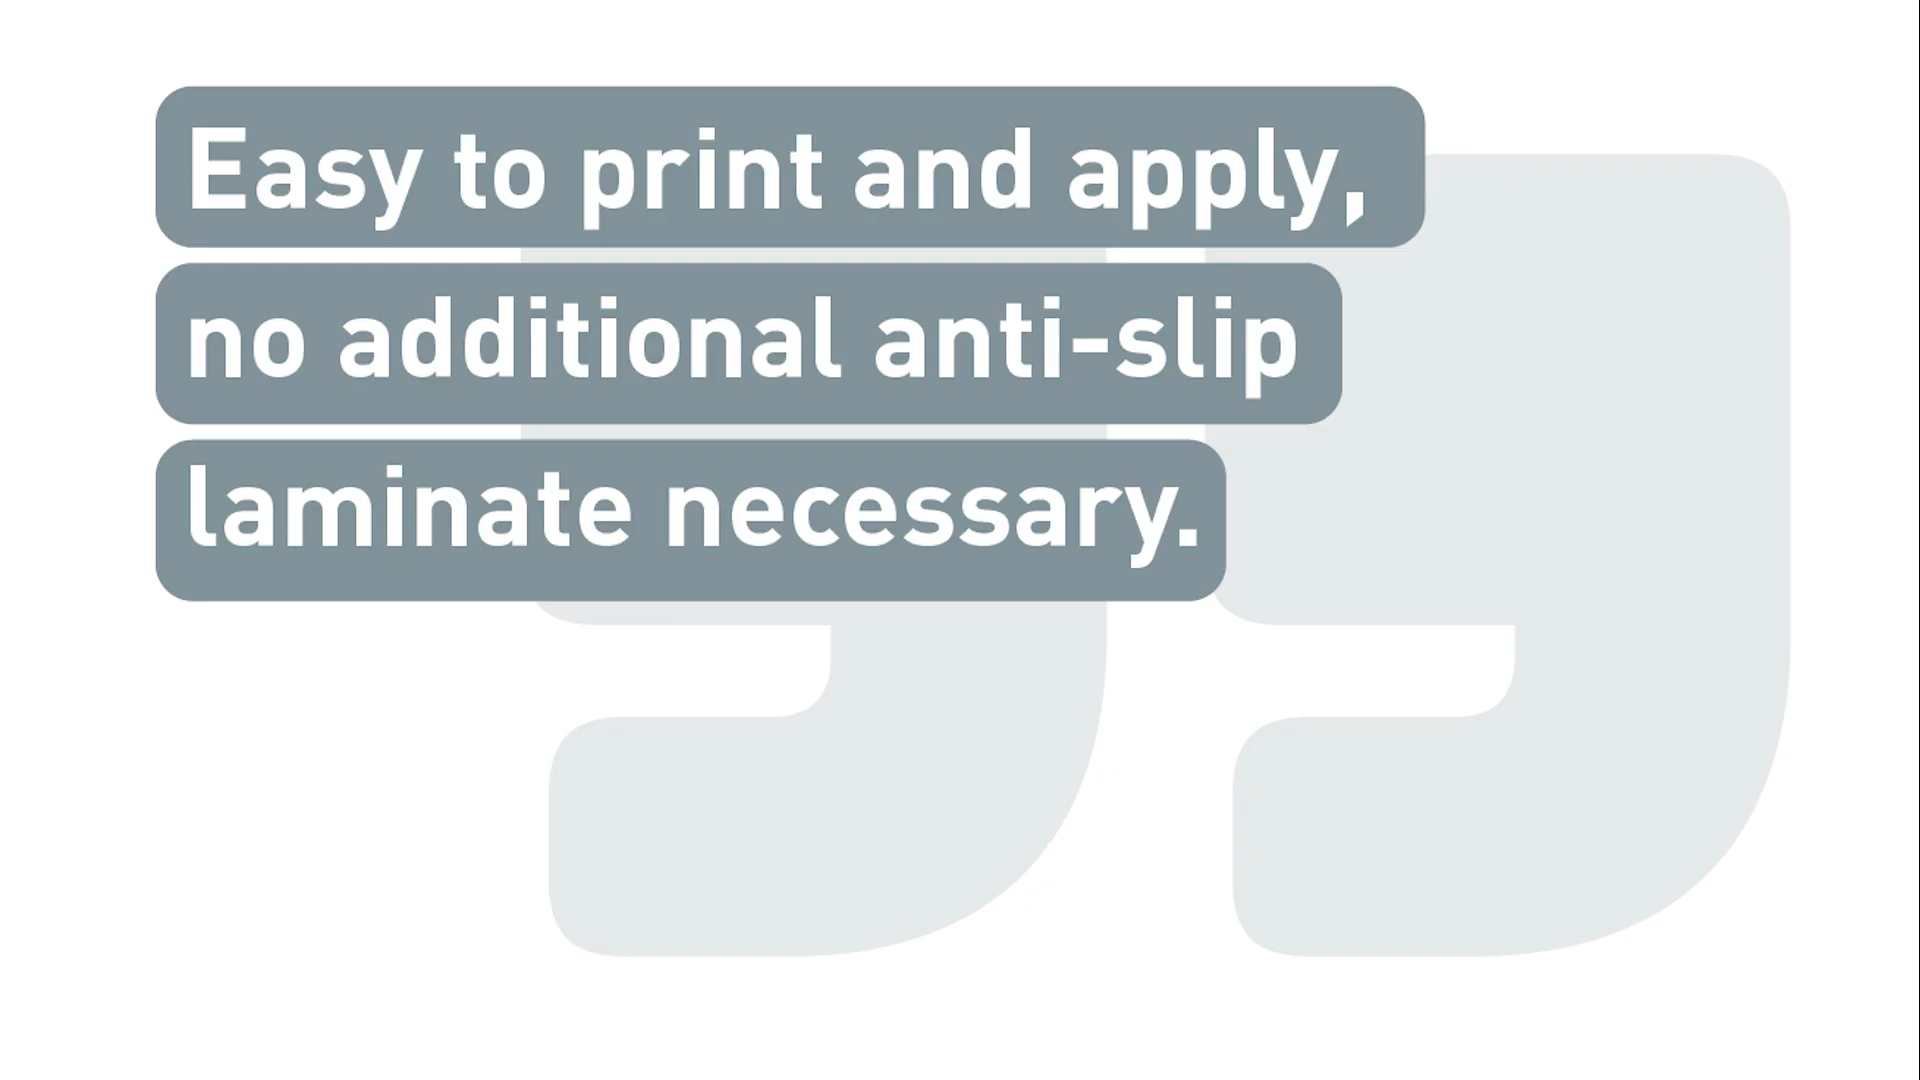 Easy to print and apply,
no additional anti-slip
laminate necessary.